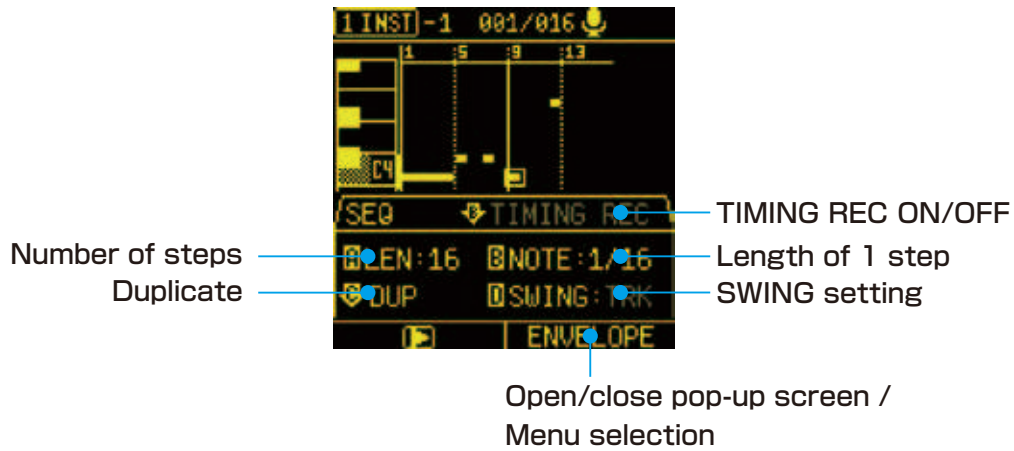 1 INST -1 001/016
1 5 9 13
C4
SEQ B TIMING REC
TIMING REC ON/OFF
Number of steps
A LEN:16 B NOTE:1/16
Length of 1 step
Duplicate
C DUP D SWING:TRK
SWING setting
ENVELOPE
Open/close pop-up screen /
Menu selection